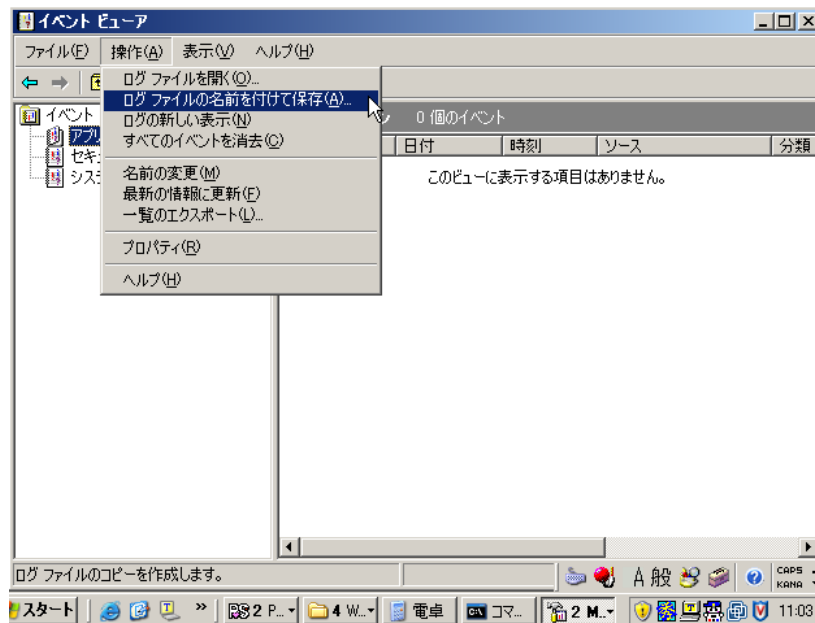 イベント ビューア
ファイル(F) 操作(A) 表示(V) ヘルプ(H)
ログ ファイルを開く(O)...
ログ ファイルの名前を付けて保存(A)...
ログの新しい表示(N)
すべてのイベントを消去(C)
名前の変更(M)
最新の情報に更新(F)
一覧のエクスポート(L)...
プロパティ(R)
ヘルプ(H)
イベント
アプ
セキ
シス
0 個のイベント
日付 時刻 ソース 分類
このビューに表示する項目はありません。
ログ ファイルのコピーを作成します。
A 般
CAPS
KANA
スタート
»
2 P...
4 W...
電卓
コマ...
2 M...
11:03